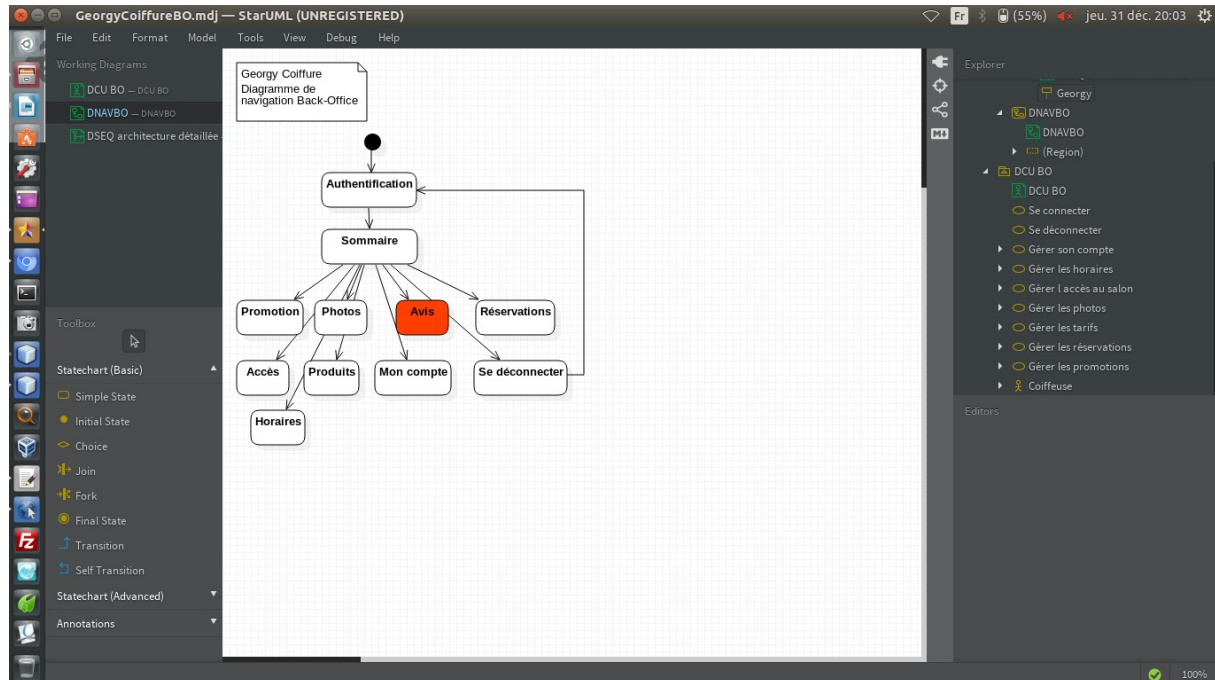 GeorgyCoiffureBO.mdj — StarUML (UNREGISTERED)
Fr
(55%)
jeu. 31 déc. 20:03
File Edit Format Model Tools View Debug Help
Working Diagrams
DCU BO — DCU BO
DNAVBO — DNAVBO
DSEQ architecture détaillée
Toolbox
Statechart (Basic)
Simple State
Initial State
Choice
Join
Fork
Final State
Transition
Self Transition
Statechart (Advanced)
Annotations
Georgy Coiffure
Diagramme de
navigation Back-Office
Authentification
Sommaire
Promotion
Photos
Avis
Réservations
Accès
Produits
Mon compte
Se déconnecter
Horaires
Explorer
Georgy
DNAVBO
DNAVBO
(Region)
DCU BO
DCU BO
Se connecter
Se déconnecter
Gérer son compte
Gérer les horaires
Gérer l accès au salon
Gérer les photos
Gérer les tarifs
Gérer les réservations
Gérer les promotions
Coiffeuse
Editors
100%